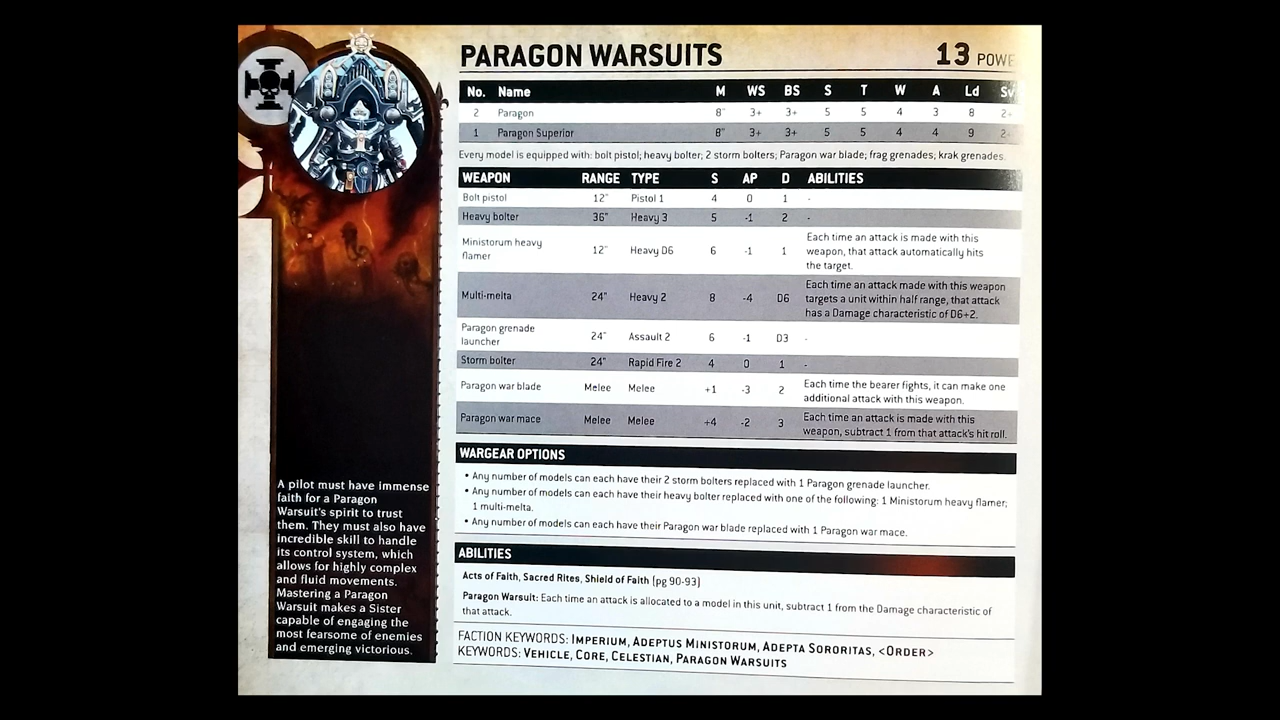 PARAGON WARSUITS 13 POWE
No. Name M WS BS S T W A Ld Sv
2 Paragon 8" 3+ 3+ 5 5 4 3 8 2+
1 Paragon Superior 8" 3+ 3+ 5 5 4 4 9 2+
Every model is equipped with: bolt pistol; heavy bolter; 2 storm bolters; Paragon war blade; frag grenades; krak grenades.
WEAPON RANGE TYPE S AP D ABILITIES
Bolt pistol 12" Pistol 1 4 0 1 -
Heavy bolter 36" Heavy 3 5 -1 2 -
Ministorum heavy
flamer 12" Heavy D6 6 -1 1 Each time an attack is made with this
weapon, that attack automatically hits
the target.
Multi-melta 24" Heavy 2 8 -4 D6 Each time an attack made with this weapon
targets a unit within half range, that attack
has a Damage characteristic of D6+2.
Paragon grenade
launcher 24" Assault 2 6 -1 D3 -
Storm bolter 24" Rapid Fire 2 4 0 1 -
Paragon war blade Melee Melee +1 -3 2 Each time the bearer fights, it can make one
additional attack with this weapon.
Paragon war mace Melee Melee +4 -2 3 Each time an attack is made with this
weapon, subtract 1 from that attack's hit roll.
WARGEAR OPTIONS
• Any number of models can each have their 2 storm bolters replaced with 1 Paragon grenade launcher.
• Any number of models can each have their heavy bolter replaced with one of the following: 1 Ministorum heavy flamer;
1 multi-melta.
• Any number of models can each have their Paragon war blade replaced with 1 Paragon war mace.
ABILITIES
Acts of Faith, Sacred Rites, Shield of Faith (pg 90-93)
Paragon Warsuit: Each time an attack is allocated to a model in this unit, subtract 1 from the Damage characteristic of
that attack.
FACTION KEYWORDS: IMPERIUM, ADEPTUS MINISTORUM, ADEPTA SORORITAS, <ORDER>
KEYWORDS: VEHICLE, CORE, CELESTIAN, PARAGON WARSUITS
A pilot must have immense
faith for a Paragon
Warsuit's spirit to trust
them. They must also have
incredible skill to handle
its control system, which
allows for highly complex
and fluid movements.
Mastering a Paragon
Warsuit makes a Sister
capable of engaging the
most fearsome of enemies
and emerging victorious.